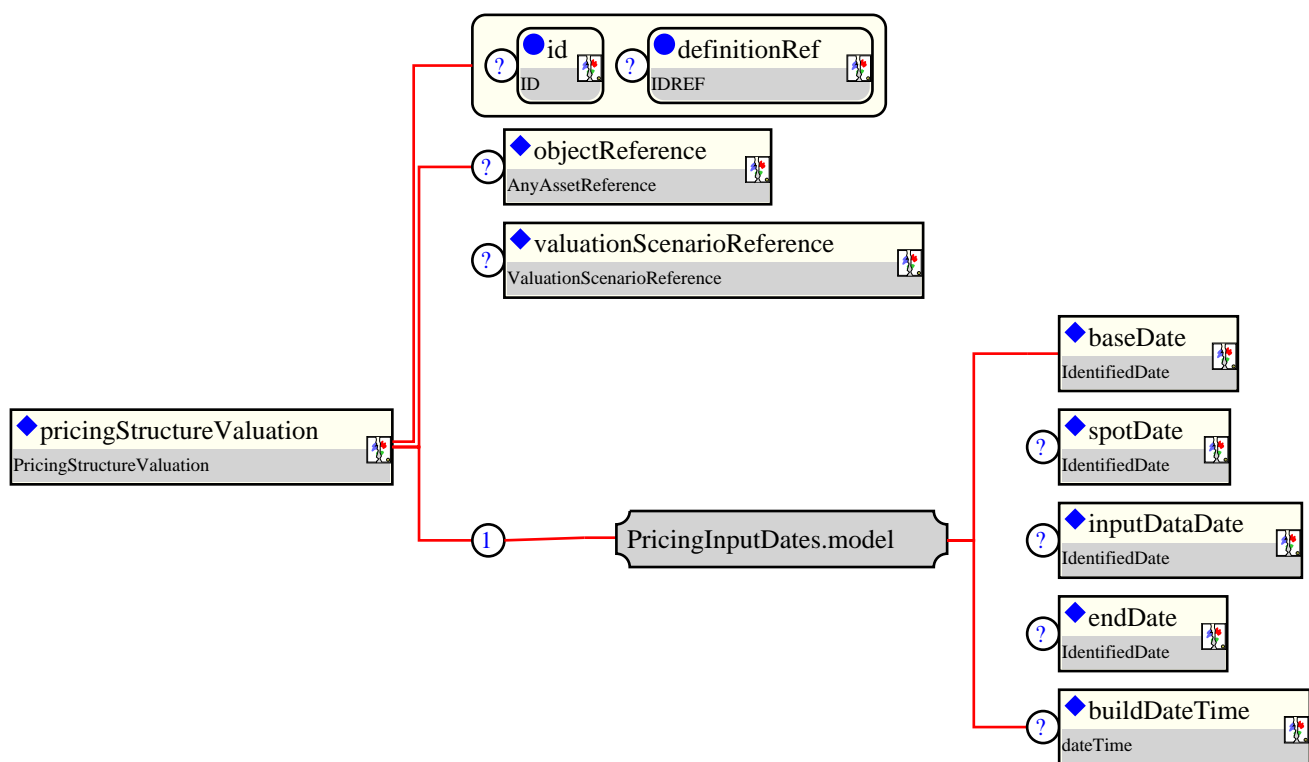 ? id ? definitionRef
ID IDREF
? objectReference
AnyAssetReference
? valuationScenarioReference
ValuationScenarioReference
baseDate
IdentifiedDate
pricingStructureValuation
PricingStructureValuation
? spotDate
IdentifiedDate
1 PricingInputDates.model
? inputDataDate
IdentifiedDate
? endDate
IdentifiedDate
? buildDateTime
dateTime